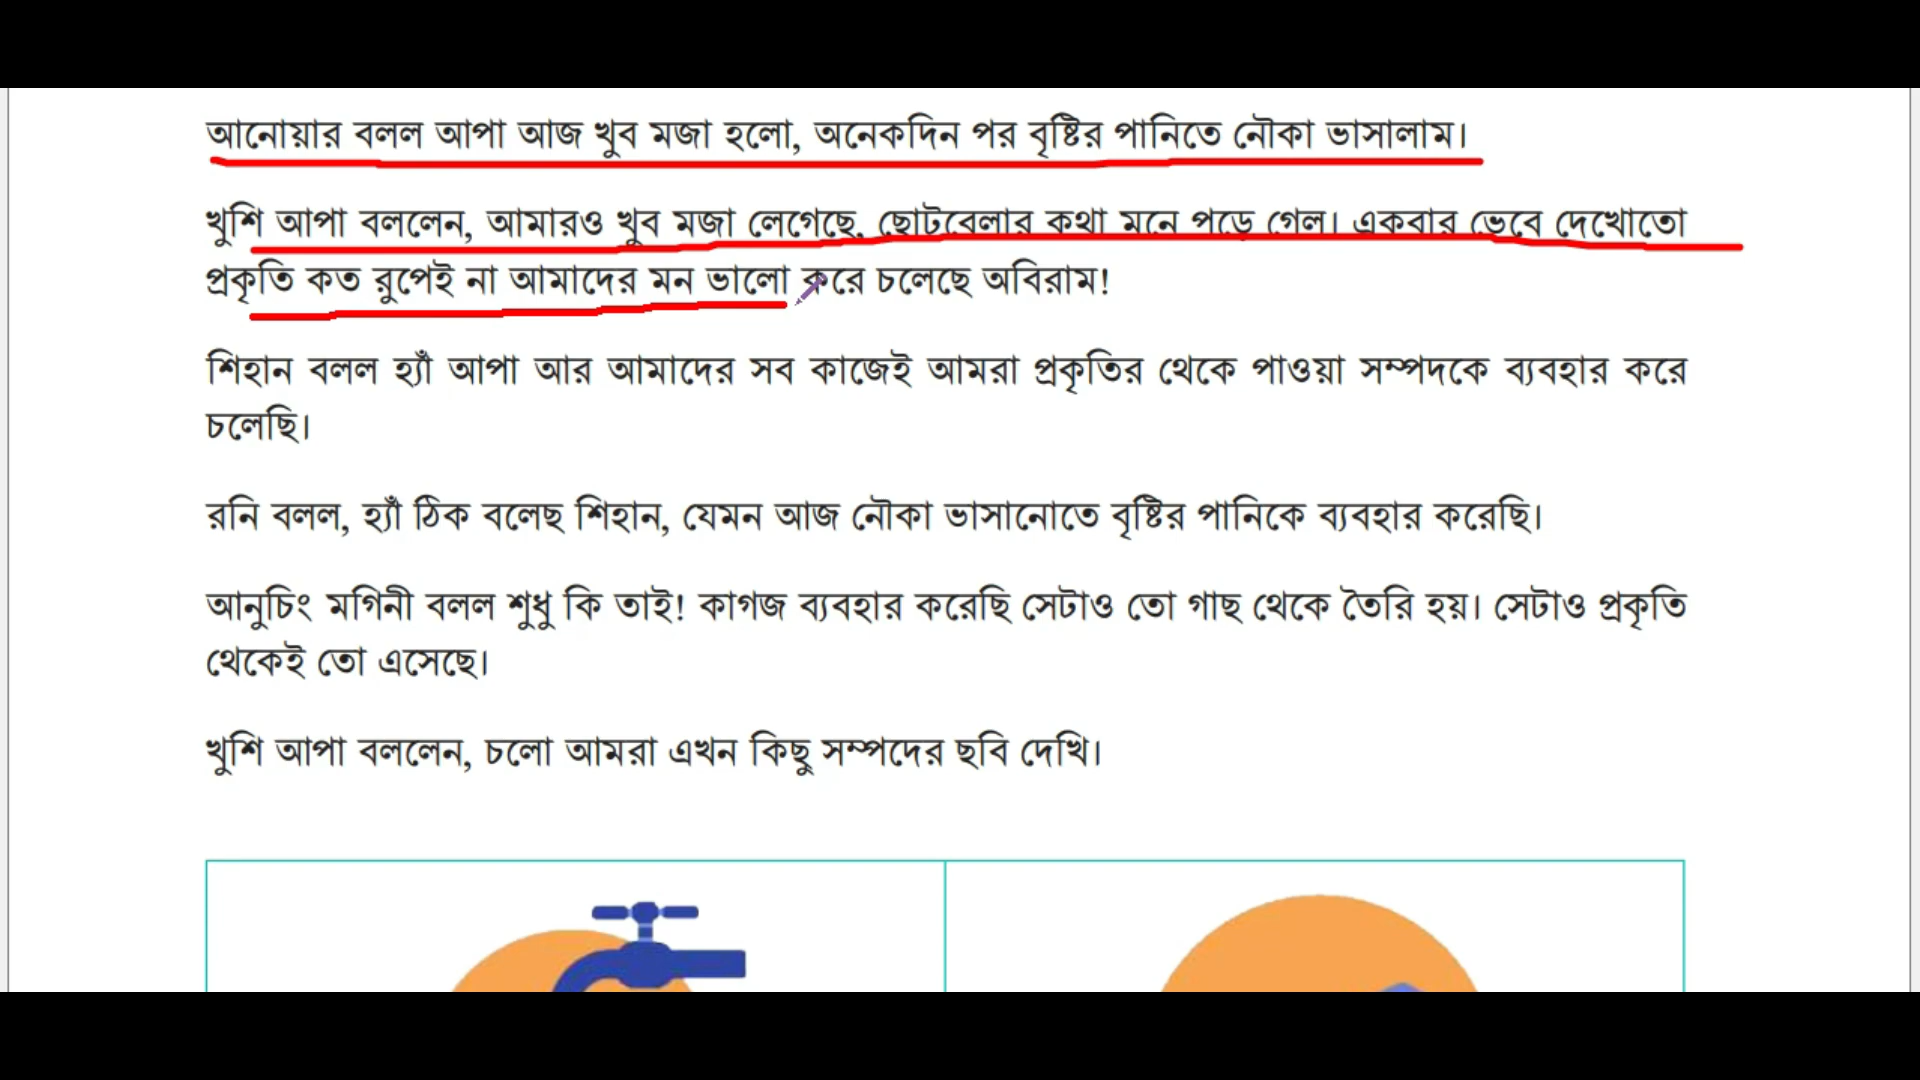 আনোয়ার বলল আপা আজ খুব মজা হলো, অনেকদিন পর বৃষ্টির পানিতে নৌকা ভাসালাম।
খুশি আপা বললেন, আমারও খুব মজা লেগেছে, ছোটবেলার কথা মনে পড়ে গেল। একবার ভেবে দেখোতো
প্রকৃতি কত রুপেই না আমাদের মন ভালো করে চলেছে অবিরাম!
শিহান বলল হ্যাঁ আপা আর আমাদের সব কাজেই আমরা প্রকৃতির থেকে পাওয়া সম্পদকে ব্যবহার করে
চলেছি।
রনি বলল, হ্যাঁ ঠিক বলেছ শিহান, যেমন আজ নৌকা ভাসানোতে বৃষ্টির পানিকে ব্যবহার করেছি।
আনুচিং মগিনী বলল শুধু কি তাই! কাগজ ব্যবহার করেছি সেটাও তো গাছ থেকে তৈরি হয়। সেটাও প্রকৃতি
থেকেই তো এসেছে।
খুশি আপা বললেন, চলো আমরা এখন কিছু সম্পদের ছবি দেখি।